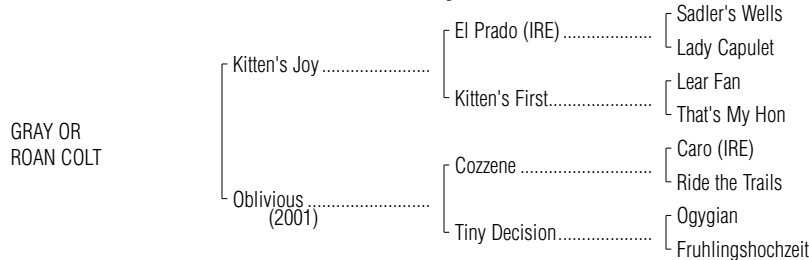 Sadler's Wells
El Prado (IRE) ....................
Lady Capulet
Kitten's Joy ........................
Lear Fan
Kitten's First.......................
That's My Hon
GRAY OR
ROAN COLT
Caro (IRE)
Cozzene .............................
Ride the Trails
Oblivious ...........................
(2001)
Ogygian
Tiny Decision.....................
Fruhlingshochzeit